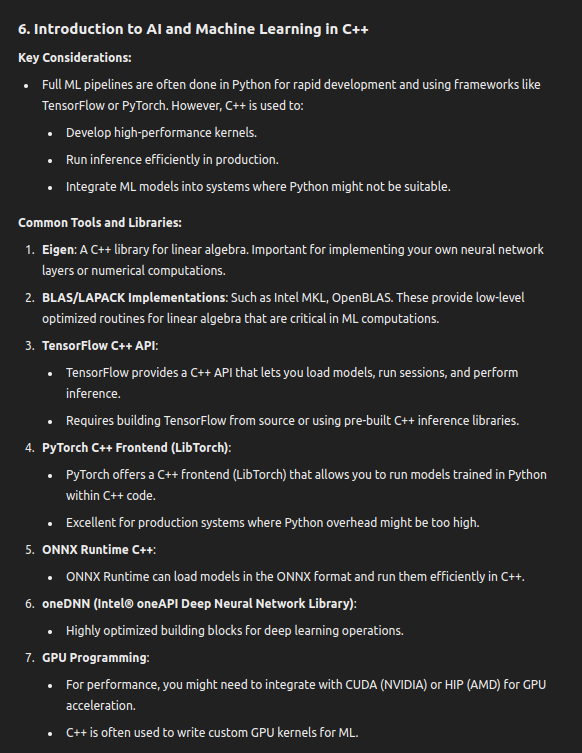 6. Introduction to AI and Machine Learning in C++
Key Considerations:
• Full ML pipelines are often done in Python for rapid development and using frameworks like
TensorFlow or PyTorch. However, C++ is used to:
• Develop high-performance kernels.
• Run inference efficiently in production.
• Integrate ML models into systems where Python might not be suitable.
Common Tools and Libraries:
1. Eigen: A C++ library for linear algebra. Important for implementing your own neural network
layers or numerical computations.
2. BLAS/LAPACK Implementations: Such as Intel MKL, OpenBLAS. These provide low-level
optimized routines for linear algebra that are critical in ML computations.
3. TensorFlow C++ API:
• TensorFlow provides a C++ API that lets you load models, run sessions, and perform
inference.
• Requires building TensorFlow from source or using pre-built C++ inference libraries.
4. PyTorch C++ Frontend (LibTorch):
• PyTorch offers a C++ frontend (LibTorch) that allows you to run models trained in Python
within C++ code.
• Excellent for production systems where Python overhead might be too high.
5. ONNX Runtime C++:
• ONNX Runtime can load models in the ONNX format and run them efficiently in C++.
6. oneDNN (Intel® oneAPI Deep Neural Network Library):
• Highly optimized building blocks for deep learning operations.
7. GPU Programming:
• For performance, you might need to integrate with CUDA (NVIDIA) or HIP (AMD) for GPU
acceleration.
• C++ is often used to write custom GPU kernels for ML.